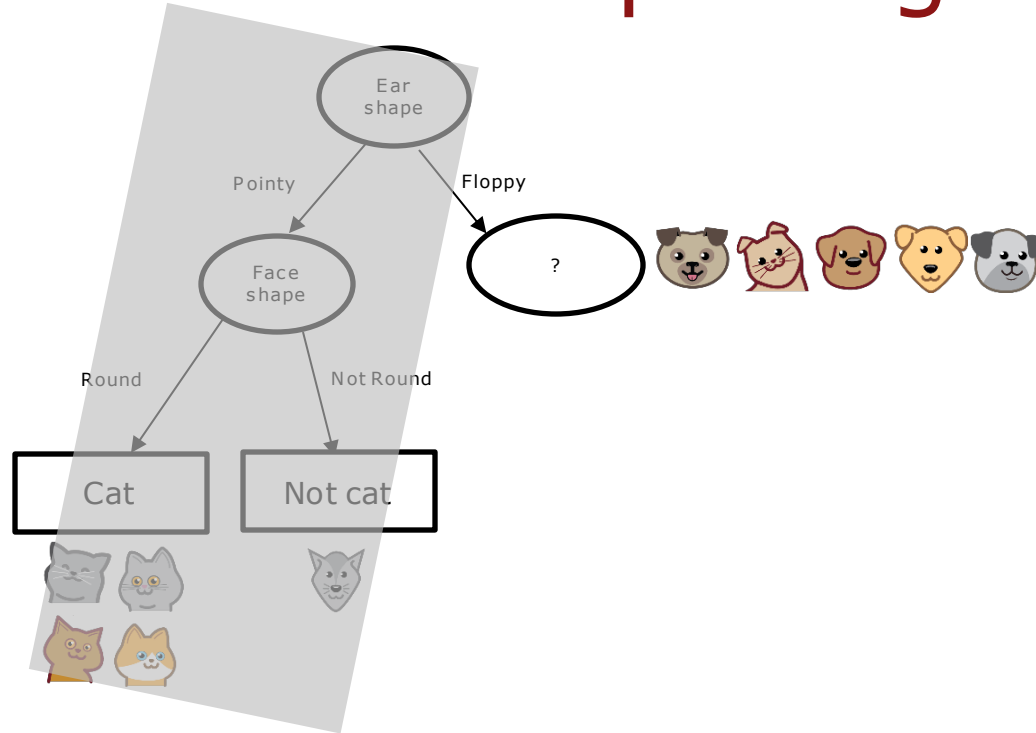 Ear
shape
Pointy
Floppy
Face
shape
?
Round
Not Round
Cat
Not cat